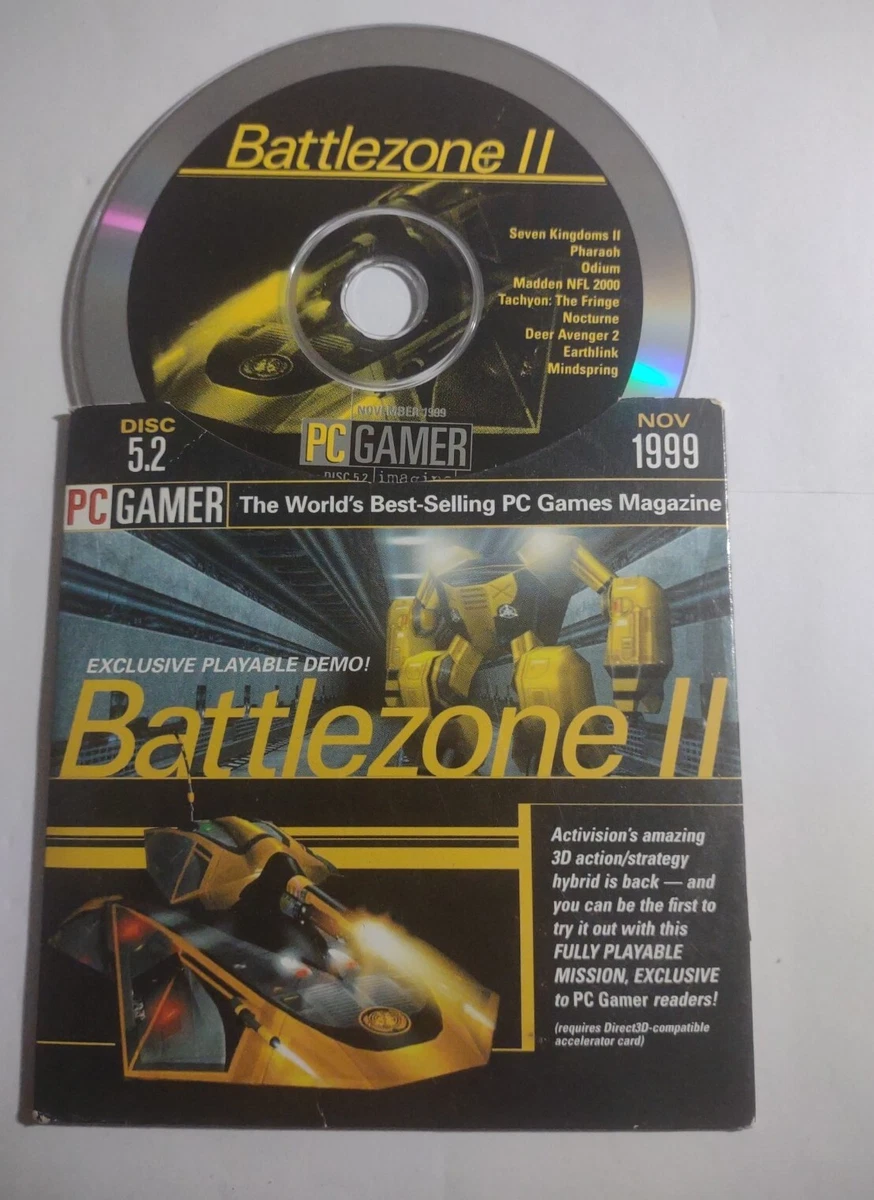 Battlezone II
Seven Kingdoms II
Pharaoh
Odium
Madden NFL 2000
Tachyon: The Fringe
Nocturne
Deer Avenger 2
Earthlink
Mindspring
NOVEMBER 1999
PC GAMER
DISC 5.2
DISC
5.2
NOV
1999
PC GAMER The World's Best-Selling PC Games Magazine
EXCLUSIVE PLAYABLE DEMO!
Battlezone II
Activision's amazing
3D action/strategy
hybrid is back — and
you can be the first to
try it out with this
FULLY PLAYABLE
MISSION, EXCLUSIVE
to PC Gamer readers!
(requires Direct3D-compatible
accelerator card)